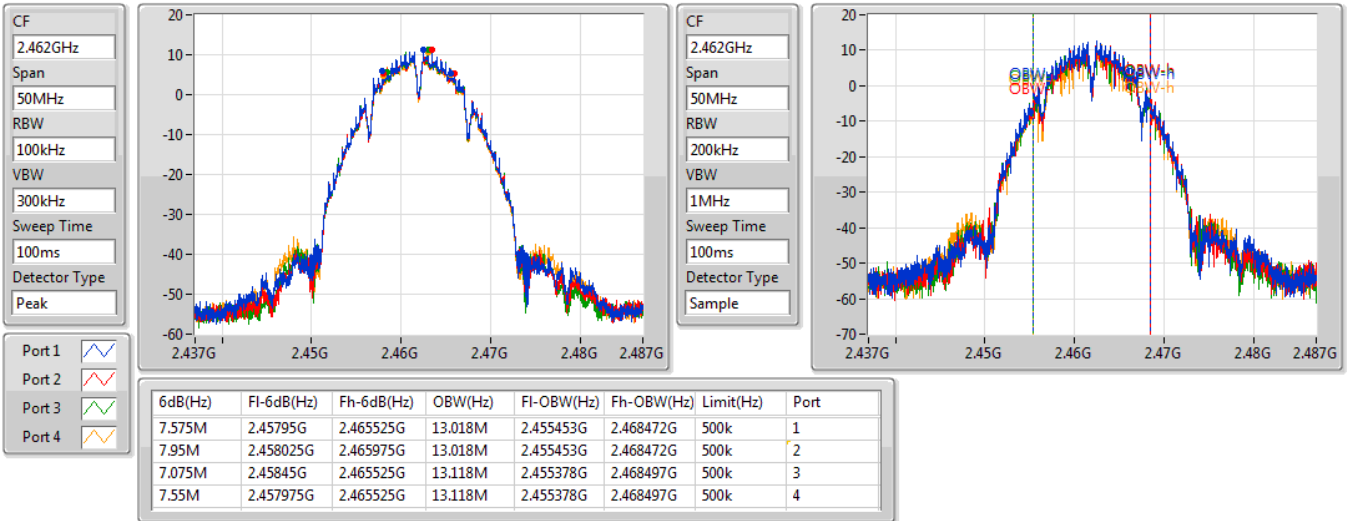 CF
2.462GHz
Span
50MHz
RBW
100kHz
VBW
300kHz
Sweep Time
100ms
Detector Type
Peak
20
10
0
-10
-20
-30
-40
-50
-60
2.437G 2.45G 2.46G 2.47G 2.48G 2.487G
CF
2.462GHz
Span
50MHz
RBW
200kHz
VBW
1MHz
Sweep Time
100ms
Detector Type
Sample
20
10
0
-10
-20
-30
-40
-50
-60
-70
OBW-h
2.437G 2.45G 2.46G 2.47G 2.48G 2.487G
Port 1
Port 2
Port 3
Port 4
6dB(Hz) Fl-6dB(Hz) Fh-6dB(Hz) OBW(Hz) Fl-OBW(Hz) Fh-OBW(Hz) Limit(Hz) Port
7.575M 2.45795G 2.465525G 13.018M 2.455453G 2.468472G 500k 1
7.95M 2.458025G 2.465975G 13.018M 2.455453G 2.468472G 500k 2
7.075M 2.45845G 2.465525G 13.118M 2.455378G 2.468497G 500k 3
7.55M 2.457975G 2.465525G 13.118M 2.455378G 2.468497G 500k 4